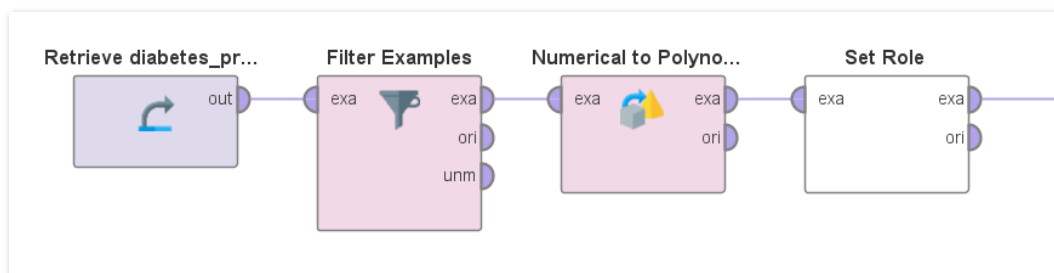 Retrieve diabetes_pr...
Filter Examples
Numerical to Polyno...
Set Role
out
exa
exa
ori
unm
exa
exa
ori
exa
exa
ori